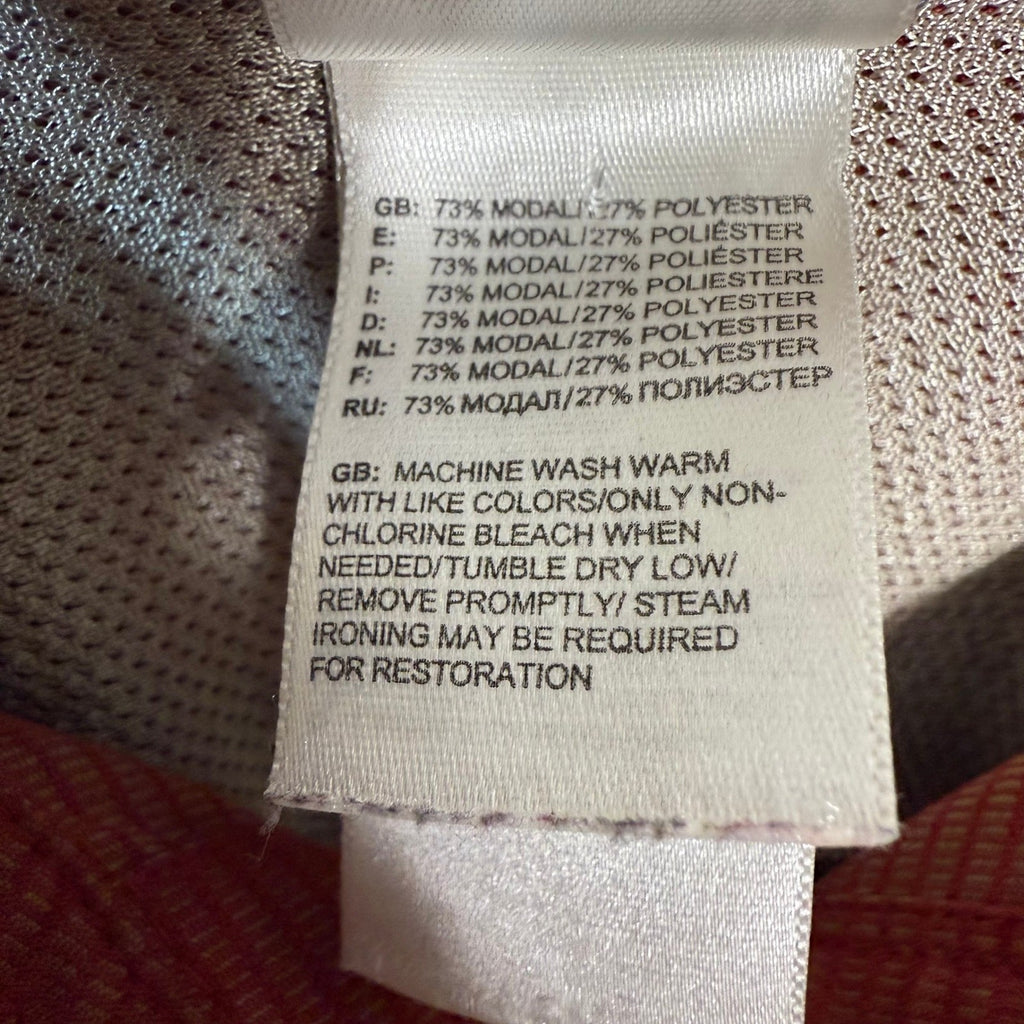 GB: 73% MODAL/27% POLYESTER
E: 73% MODAL/27% POLIÉSTER
P: 73% MODAL/27% POLIÉSTER
I: 73% MODAL/27% POLIESTERE
D: 73% MODAL/27% POLYESTER
NL: 73% MODAL/27% POLYESTER
F: 73% MODAL/27% POLYESTER
RU: 73% МОДАЛ/27% ПОЛИЭСТЕР
GB: MACHINE WASH WARM
WITH LIKE COLORS/ONLY NON-
CHLORINE BLEACH WHEN
NEEDED/TUMBLE DRY LOW/
REMOVE PROMPTLY/ STEAM
IRONING MAY BE REQUIRED
FOR RESTORATION